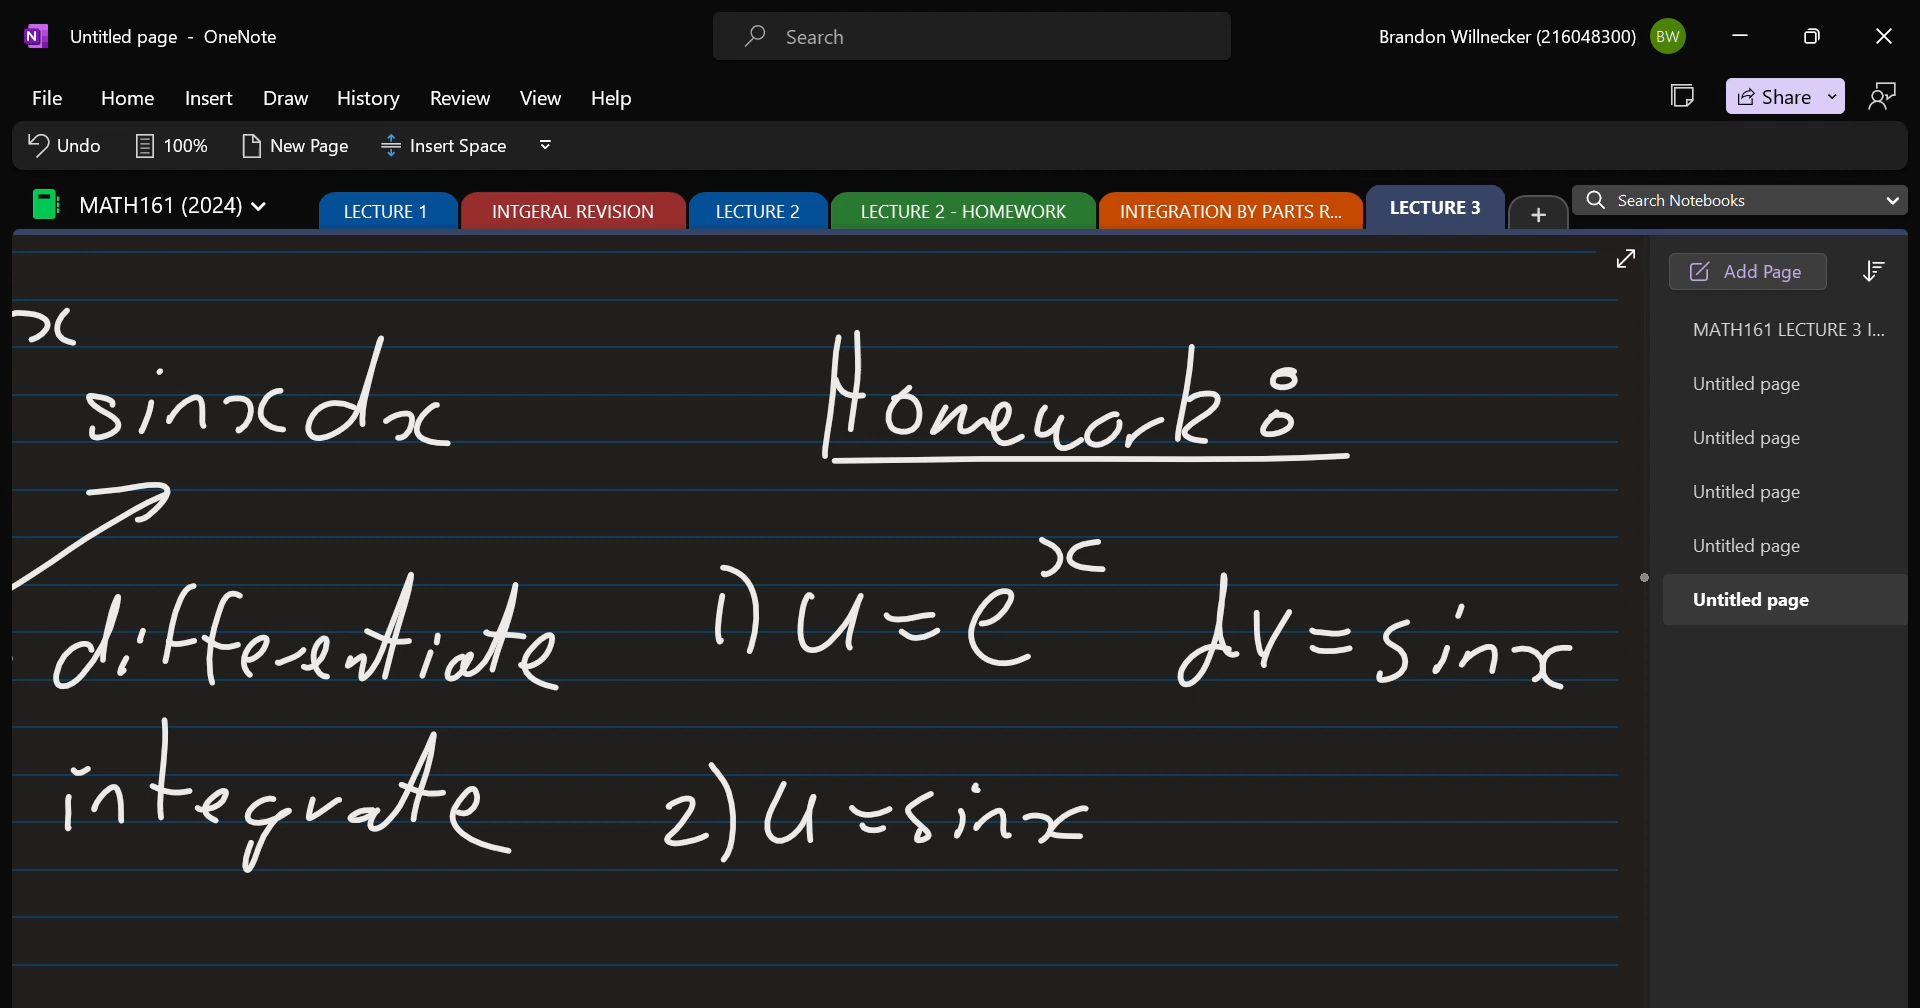 Untitled page - OneNote
Search
Brandon Willnecker (216048300) BW
File Home Insert Draw History Review View Help
Share
Undo 100% New Page Insert Space
MATH161 (2024)
LECTURE 1 INTGERAL REVISION LECTURE 2 LECTURE 2 - HOMEWORK INTEGRATION BY PARTS R... LECTURE 3 +
Search Notebooks
x
sinx dx
differentiate
integrate
Homework :
1) u = e^x dv = sinx
2) u = sinx
Add Page
MATH161 LECTURE 3 I...
Untitled page
Untitled page
Untitled page
Untitled page
Untitled page